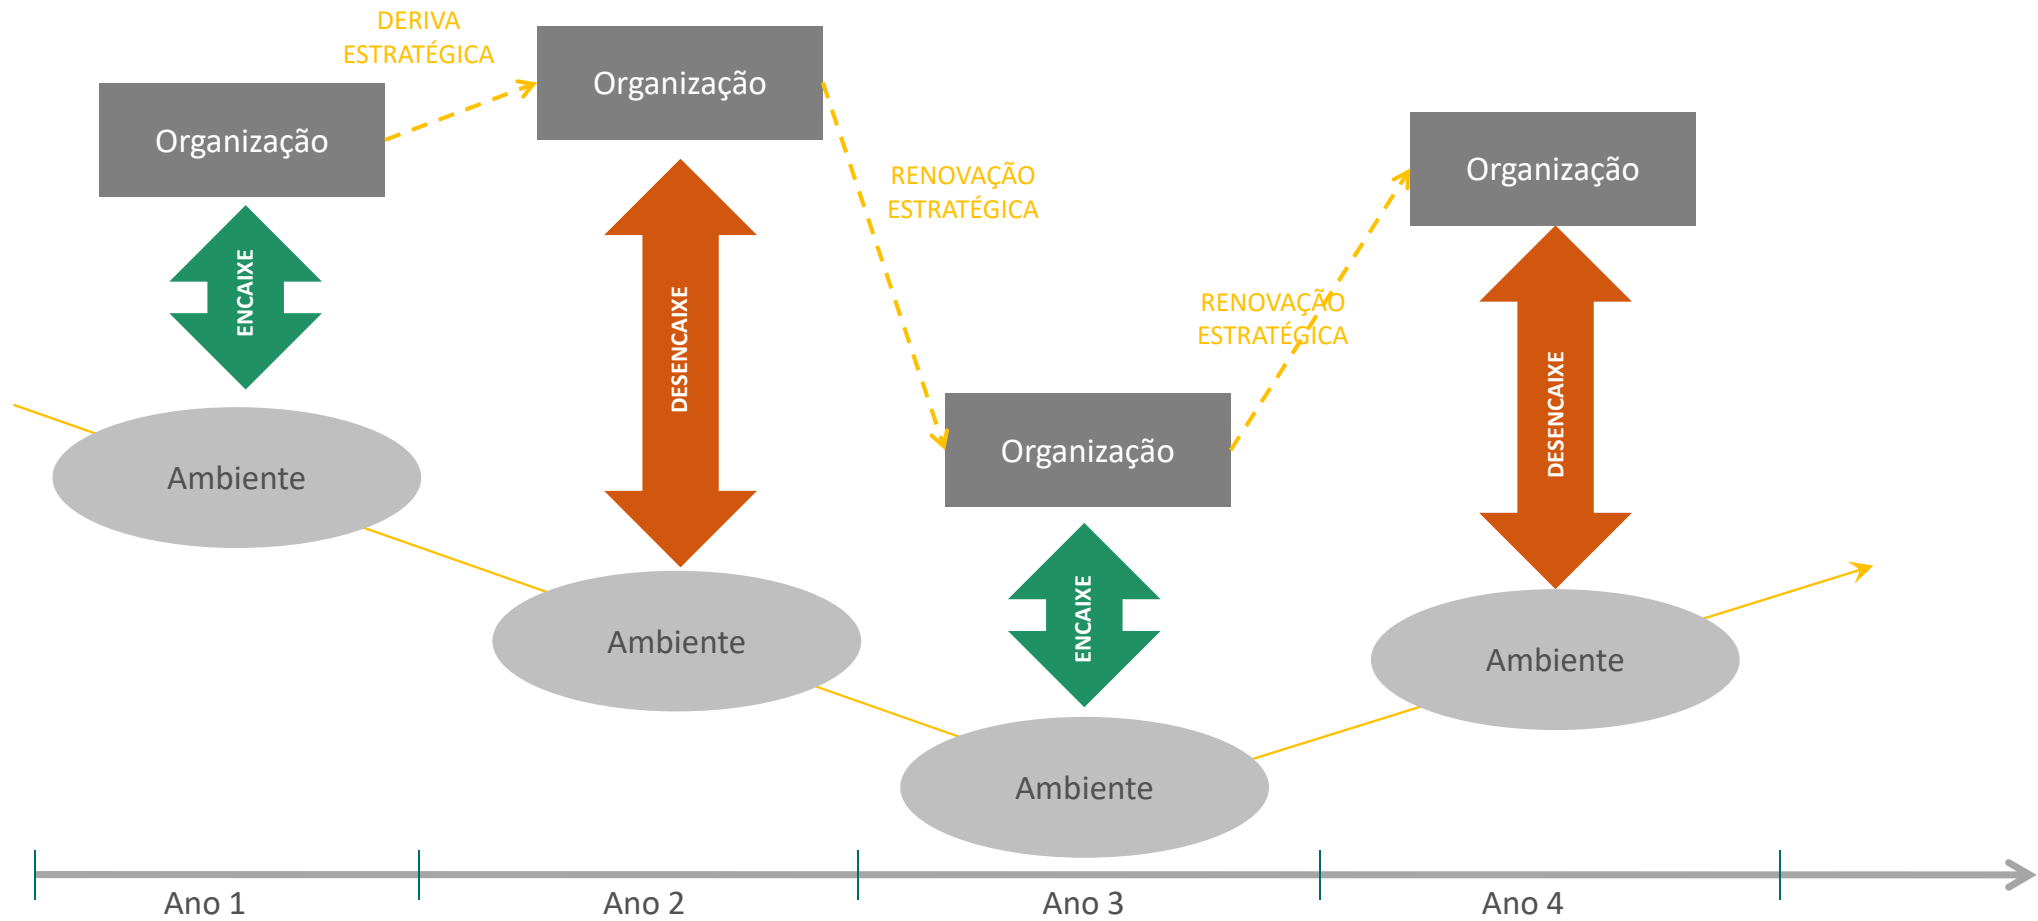 DERIVA
ESTRATÉGICA
Organização
Organização
Organização
RENOVAÇÃO
ESTRATÉGICA
ENCAIXE
DESENCAIXE
RENOVAÇÃO
ESTRATÉGICA
DESENCAIXE
Organização
Ambiente
ENCAIXE
Ambiente
Ambiente
Ambiente
Ano 1
Ano 2
Ano 3
Ano 4